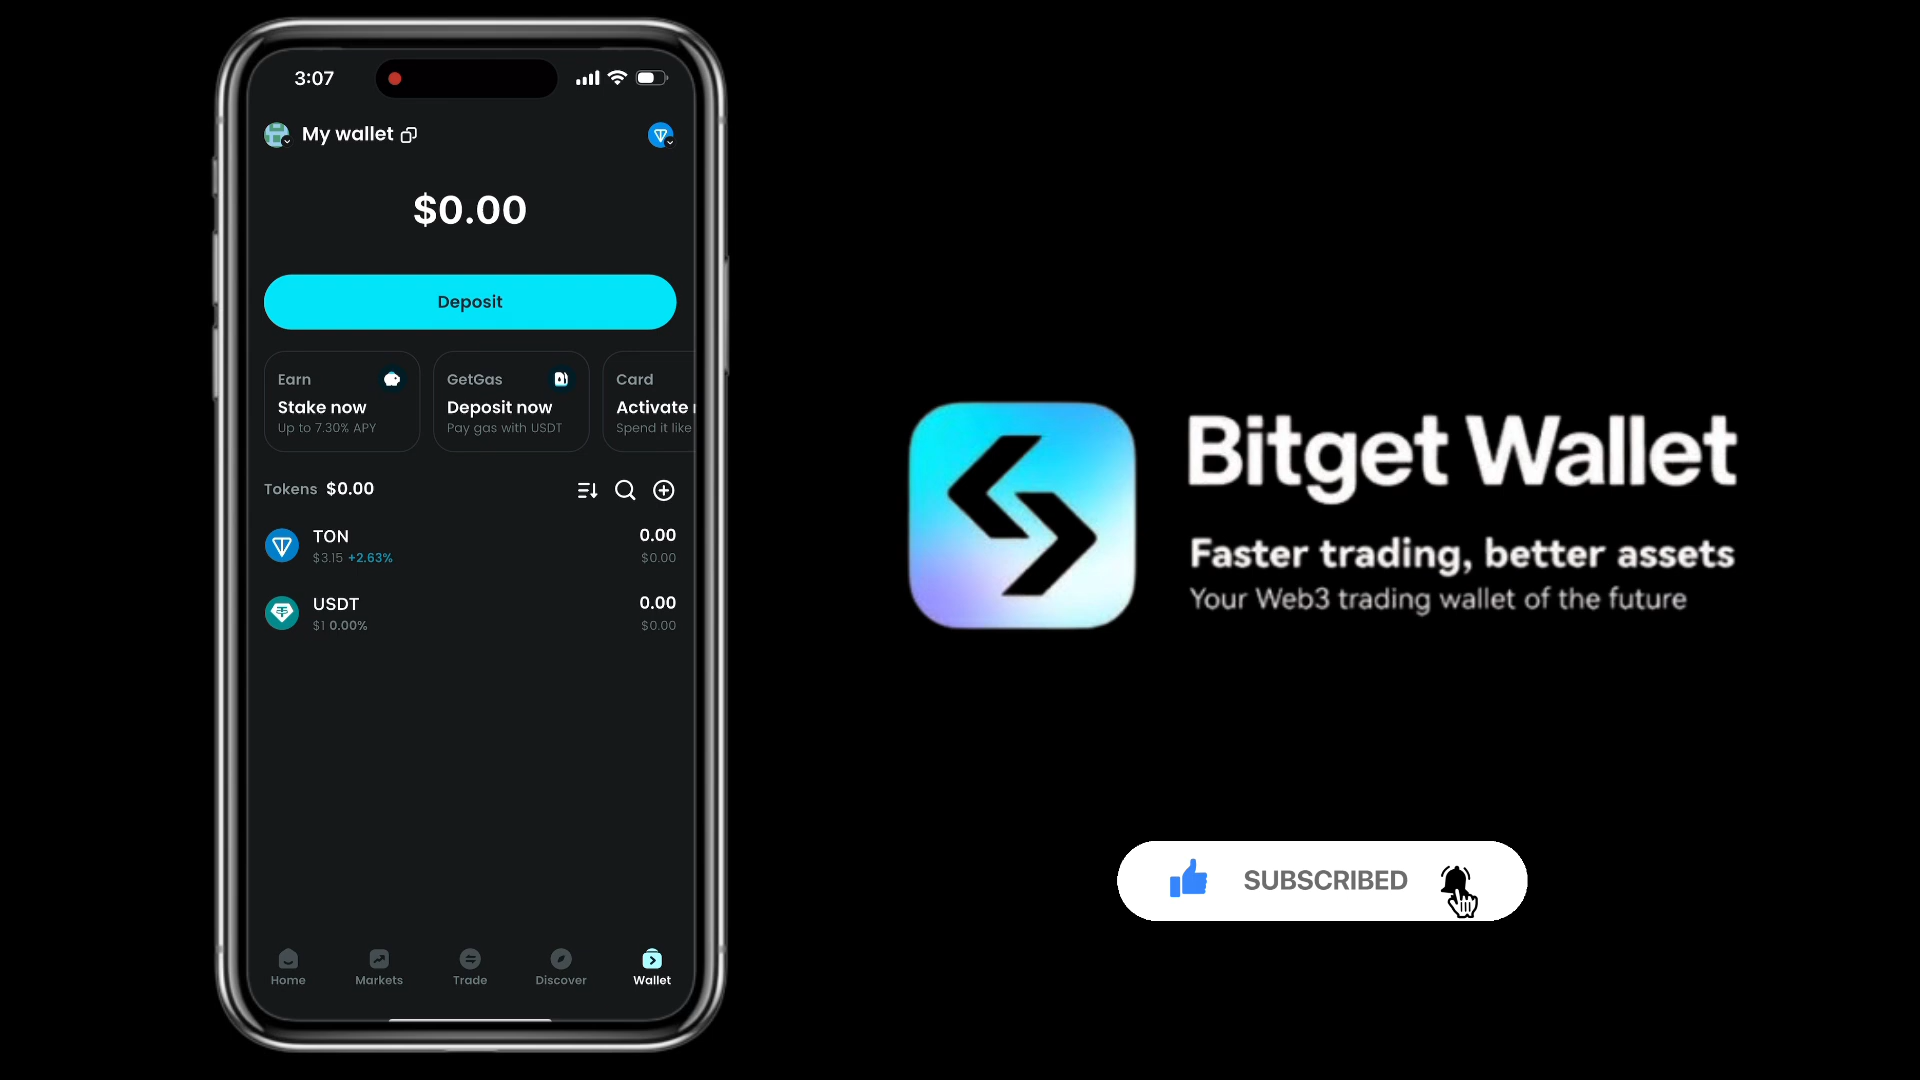 3:07
My wallet
$0.00
Deposit
Earn
Stake now
Up to 7.30% APY
GetGas
Deposit now
Pay gas with USDT
Card
Activate
Spend it like
Tokens $0.00
TON
0.00
$3.15 +2.63%
$0.00
USDT
0.00
$1 0.00%
$0.00
Home
Markets
Trade
Discover
Wallet
Bitget Wallet
Faster trading, better assets
Your Web3 trading wallet of the future
SUBSCRIBED